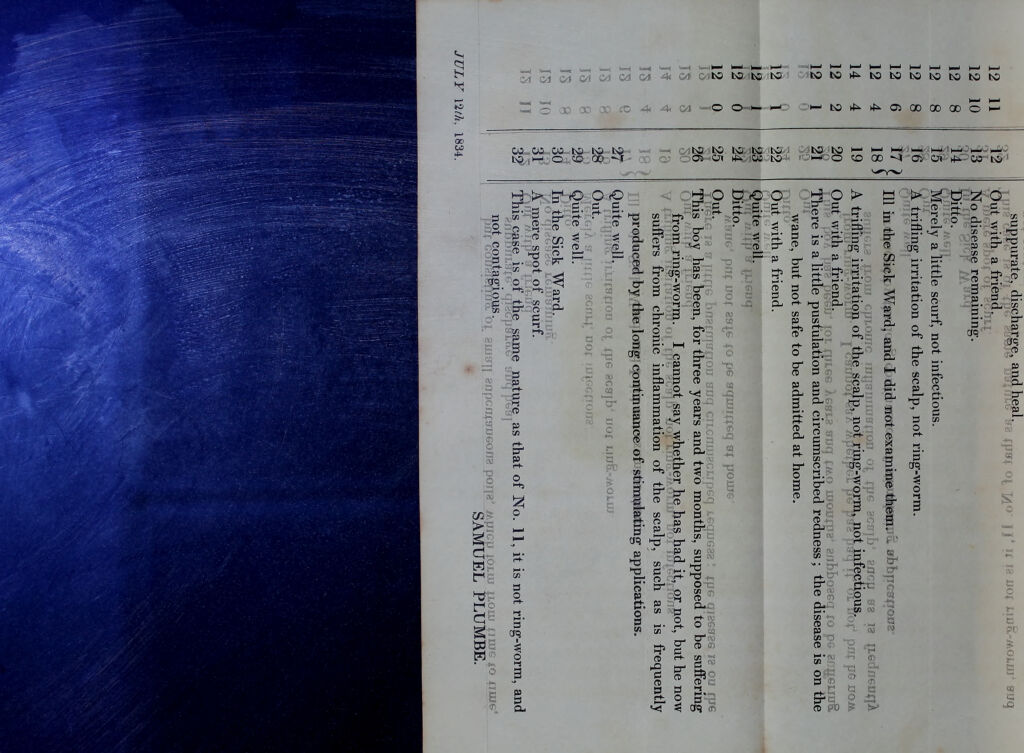 suppurate, discharge, and heal.
12 11 12 Out with a friend.
12 10 13 No disease remaining.
12 8 14 Ditto
12 8 15 Merely a little scurf, not infectious.
12 8 16 A trifling irritation of the scalp, not ring-worm.
12 6 17 } Ill in the Sick Ward, and I did not examine them.
12 4 18
14 4 19 A trifling irritation of the scalp, not ring-worm, not infectious.
12 2 20 Out with a friend
12 1 21 There is a little pustulation and circumscribed redness; the disease is on the
wane, but not safe to be admitted at home.
12 1 22 Out with a friend.
12 1 23 Quite well
12 0 24 Ditto.
12 0 25 Out.
26 This boy has been, for three years and two months, supposed to be suffering
from ring-worm. I cannot say whether he has had it, or not, but he now
suffers from chronic inflammation of the scalp, such as is frequently
produced by the long continuance of stimulating applications.
27 Quite well
28 Out.
29 Quite well.
30 In the Sick Ward
31 A mere spot of scurf.
32 This case is of the same nature as that of No. 11, it is not ring-worm, and
not contagious.
SAMUEL PLUMBE.
JULY 12th, 1834.